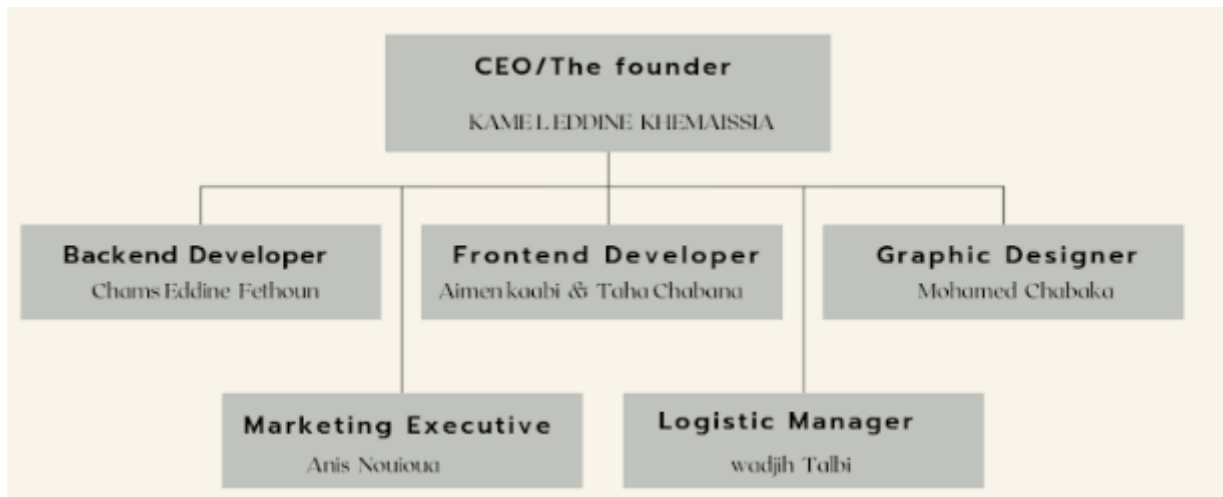 CEO/The founder
KAMEL EDDINE KHEMAISSIA
Backend Developer
Chams Eddine Fethoun
Frontend Developer
Aimen kaabi & Taha Chabana
Graphic Designer
Mohamed Chabaka
Marketing Executive
Anis Nouioua
Logistic Manager
wadjih Talbi